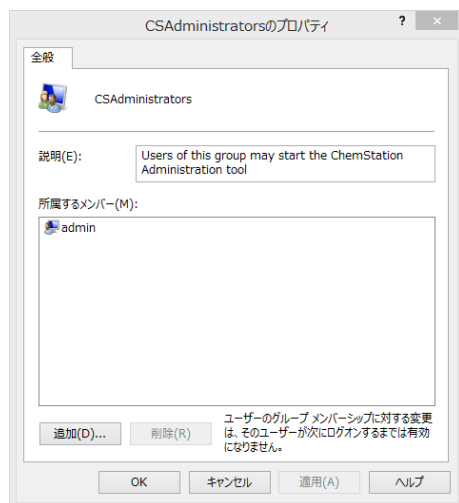 CSAdministratorsのプロパティ
?
×
全般
CSAdministrators
説明(E):
Users of this group may start the ChemStation
Administration tool
所属するメンバー(M):
admin
追加(D)...
削除(R)
ユーザーのグループ メンバーシップに対する変更
は、そのユーザーが次にログオンするまでは有効
になりません。
OK
キャンセル
適用(A)
ヘルプ